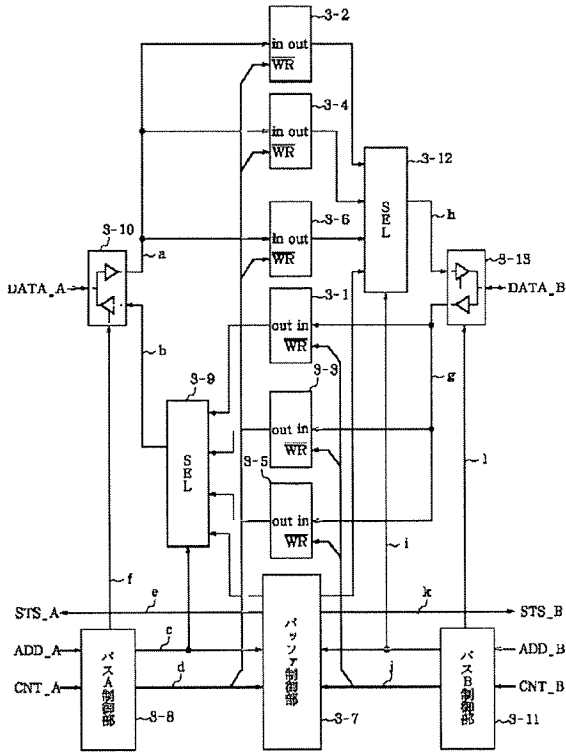 3-2
in out
WR
3-4
in out
WR
3-12
SEL
3-6
in out
WR
h
3-10
a
3-13
DATA_A
DATA_B
3-1
out in
WR
b
g
3-9
SEL
3-3
out in
WR
3-5
out in
WR
l
i
f
e
k
STS_A
STS_B
c
ADD_A
ADD_B
d
j
CNT_A
CNT_B
バスA制御部
3-8
バッファ制御部
3-7
バスB制御部
3-11